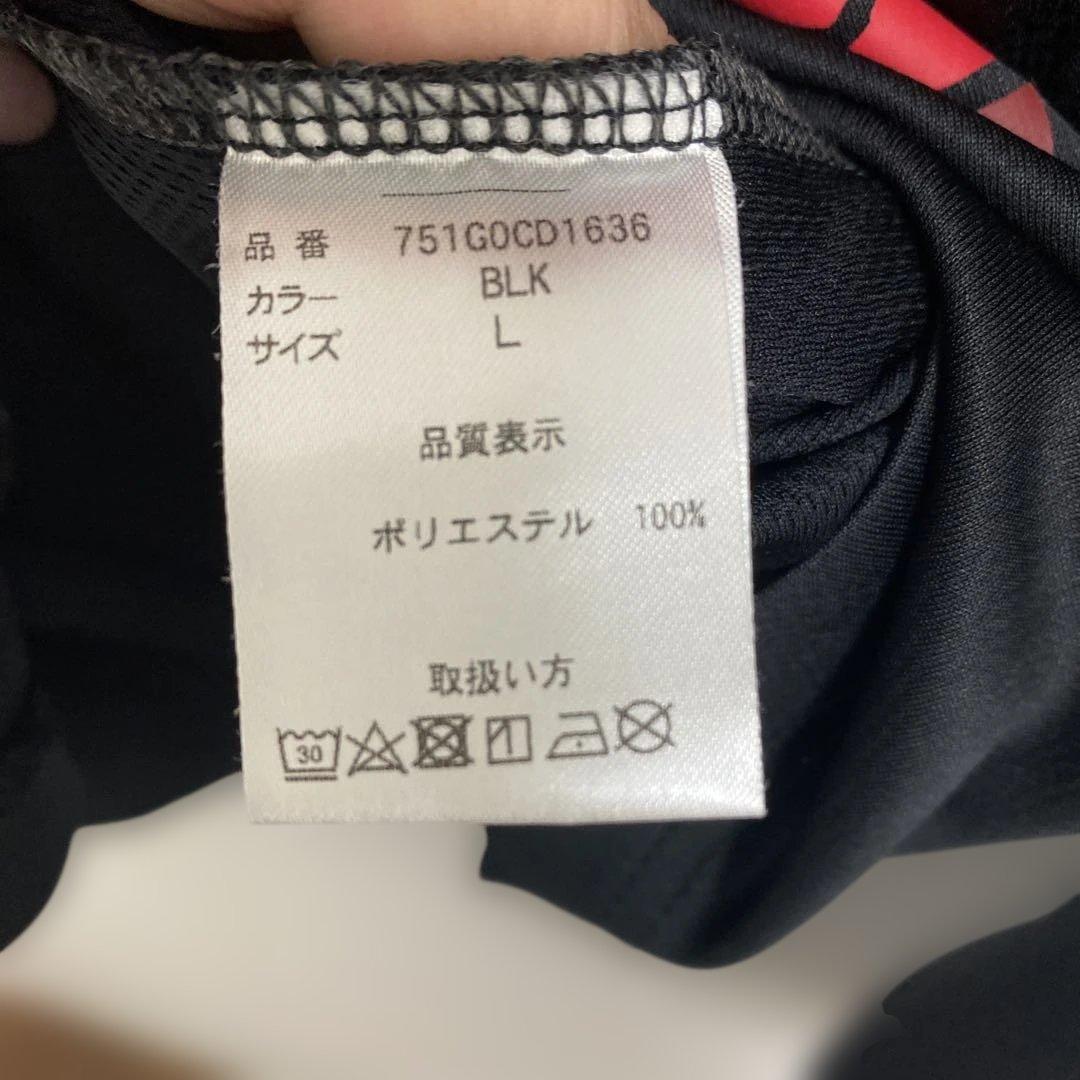 品番 751G0CD1636
カラー BLK
サイズ L
品質表示
ポリエステル 100%
取扱い方
30